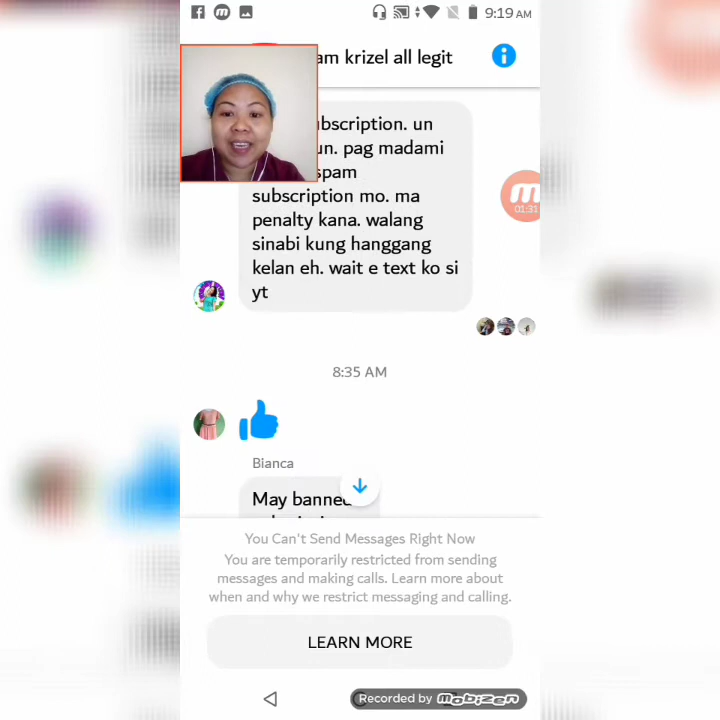 9:19 AM
am krizel all legit
bscription. un
un. pag madami
spam
subscription mo. ma
penalty kana. walang
sinabi kung hanggang
kelan eh. wait e text ko si
yt
01:31
8:35 AM
Bianca
May banned
You Can't Send Messages Right Now
You are temporarily restricted from sending
messages and making calls. Learn more about
when and why we restrict messaging and calling.
LEARN MORE
Recorded by mobizen